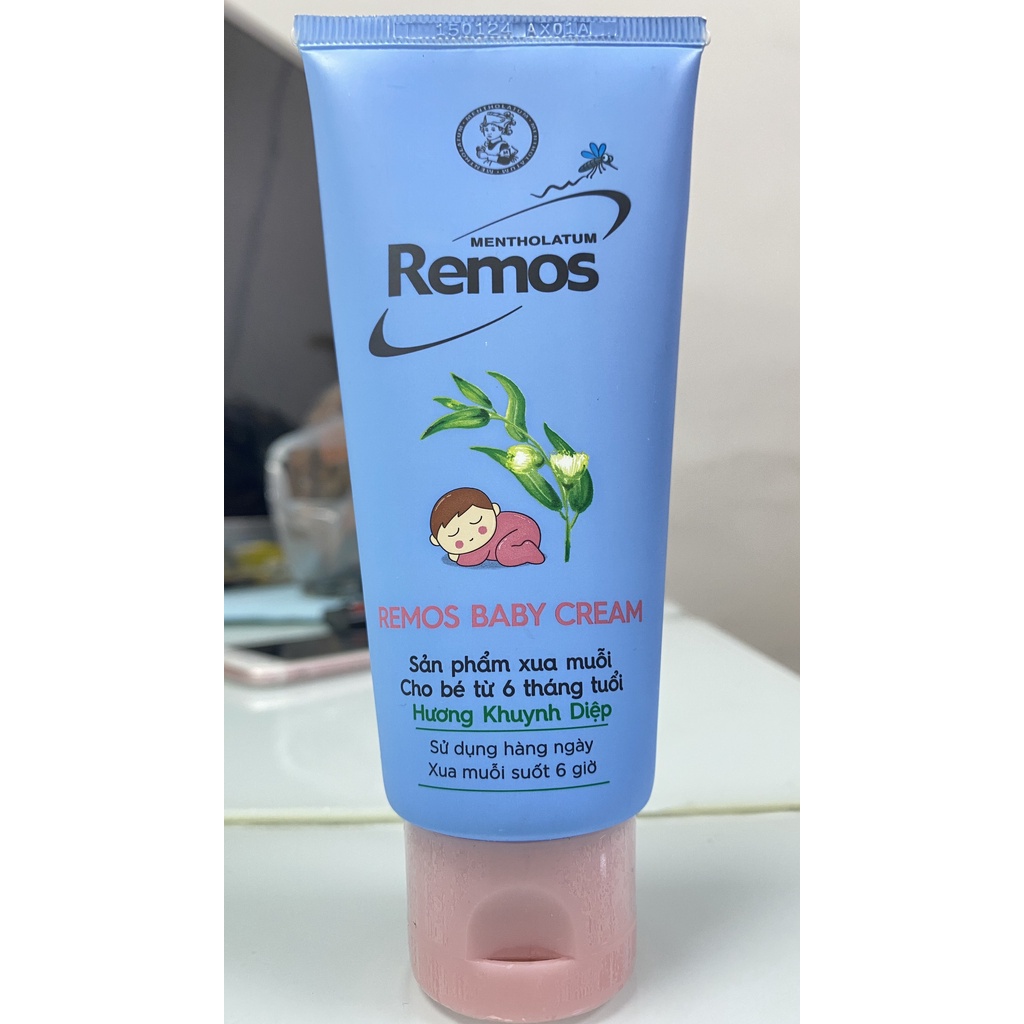 150124 AX01A
MENTHOLATUM
Remos
REMOS BABY CREAM
Sản phẩm xua muỗi
Cho bé từ 6 tháng tuổi
Hương Khuynh Diệp
Sử dụng hàng ngày
Xua muỗi suốt 6 giờ